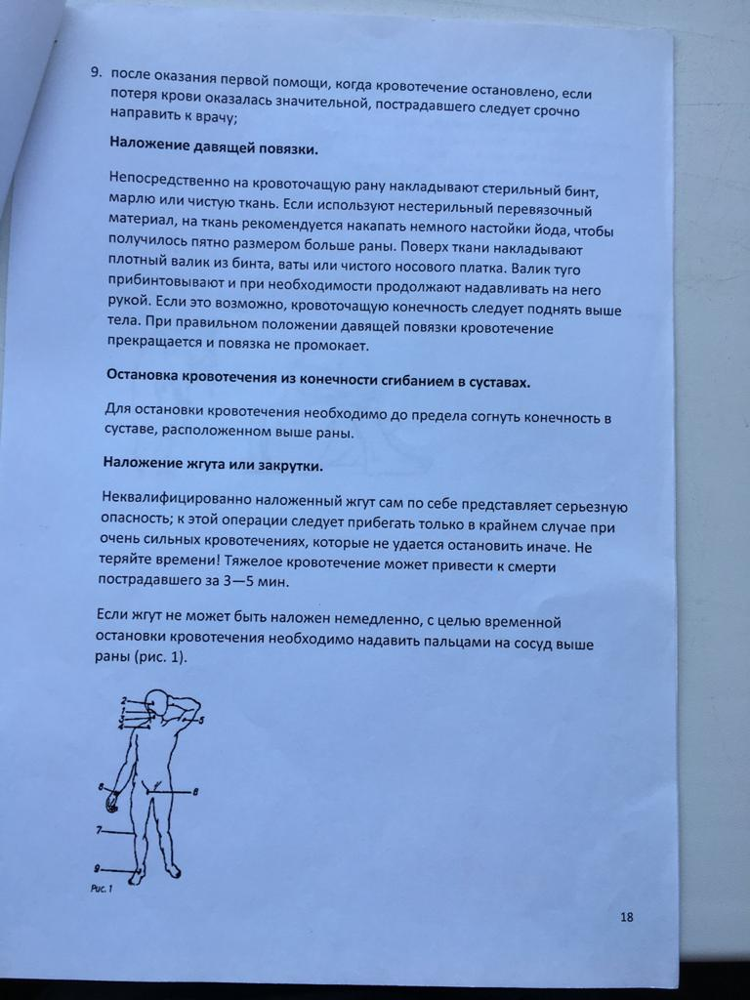 9. после оказания первой помощи, когда кровотечение остановлено, если
потеря крови оказалась значительной, пострадавшего следует срочно
направить к врачу;
Наложение давящей повязки.
Непосредственно на кровоточащую рану накладывают стерильный бинт,
марлю или чистую ткань. Если используют нестерильный перевязочный
материал, на ткань рекомендуется накапать немного настойки йода, чтобы
получилось пятно размером больше раны. Поверх ткани накладывают
плотный валик из бинта, ваты или чистого носового платка. Валик туго
прибинтовывают и при необходимости продолжают надавливать на него
рукой. Если это возможно, кровоточащую конечность следует поднять выше
тела. При правильном положении давящей повязки кровотечение
прекращается и повязка не промокает.
Остановка кровотечения из конечности сгибанием в суставах.
Для остановки кровотечения необходимо до предела согнуть конечность в
суставе, расположенном выше раны.
Наложение жгута или закрутки.
Неквалифицированно наложенный жгут сам по себе представляет серьезную
опасность; к этой операции следует прибегать только в крайнем случае при
очень сильных кровотечениях, которые не удается остановить иначе. Не
теряйте времени! Тяжелое кровотечение может привести к смерти
пострадавшего за 3—5 мин.
Если жгут не может быть наложен немедленно, с целью временной
остановки кровотечения необходимо надавить пальцами на сосуд выше
раны (рис. 1).
2
1
3
4
5
6
7
9
Рис. 1
18